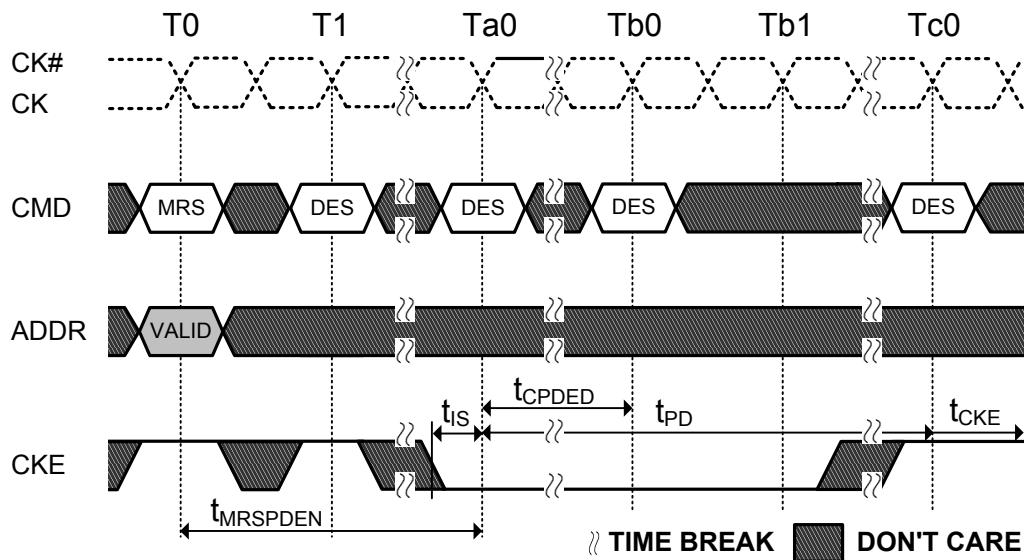 T0 T1 Ta0 Tb0 Tb1 Tc0
CK#
CK
CMD MRS DES DES DES DES
ADDR VALID
tIS tCPDED tPD tCKE
CKE
tMRSPDEN
TIME BREAK DON'T CARE